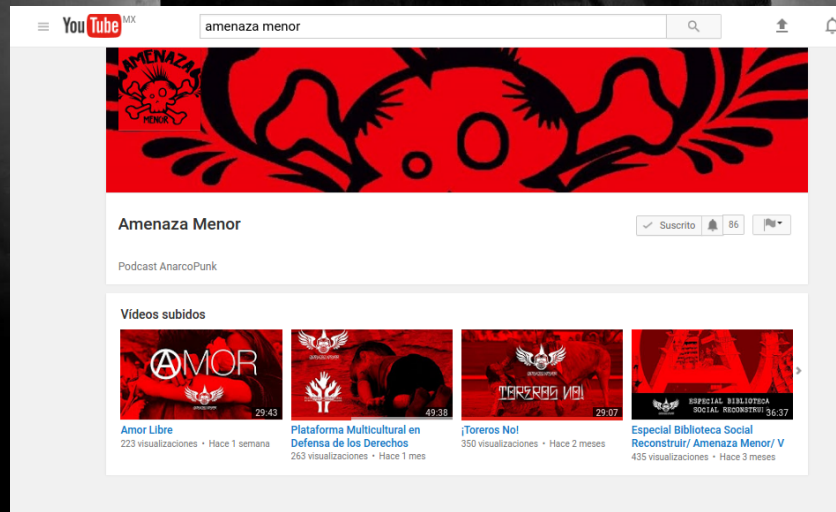 You Tube MX
amenaza menor
AMENAZA
MENOR
Amenaza Menor
Suscrito 86
Podcast AnarcoPunk
Vídeos subidos
AMOR
29:43
49:38
TOREROS NO!
29:07
ESPECIAL BIBLIOTECA
SOCIAL RECONSTRUI
36:37
Amor Libre
223 visualizaciones • Hace 1 semana
Plataforma Multicultural en
Defensa de los Derechos
263 visualizaciones • Hace 1 mes
¡Toreros No!
350 visualizaciones • Hace 2 meses
Especial Biblioteca Social
Reconstruir/ Amenaza Menor/ V
435 visualizaciones • Hace 3 meses